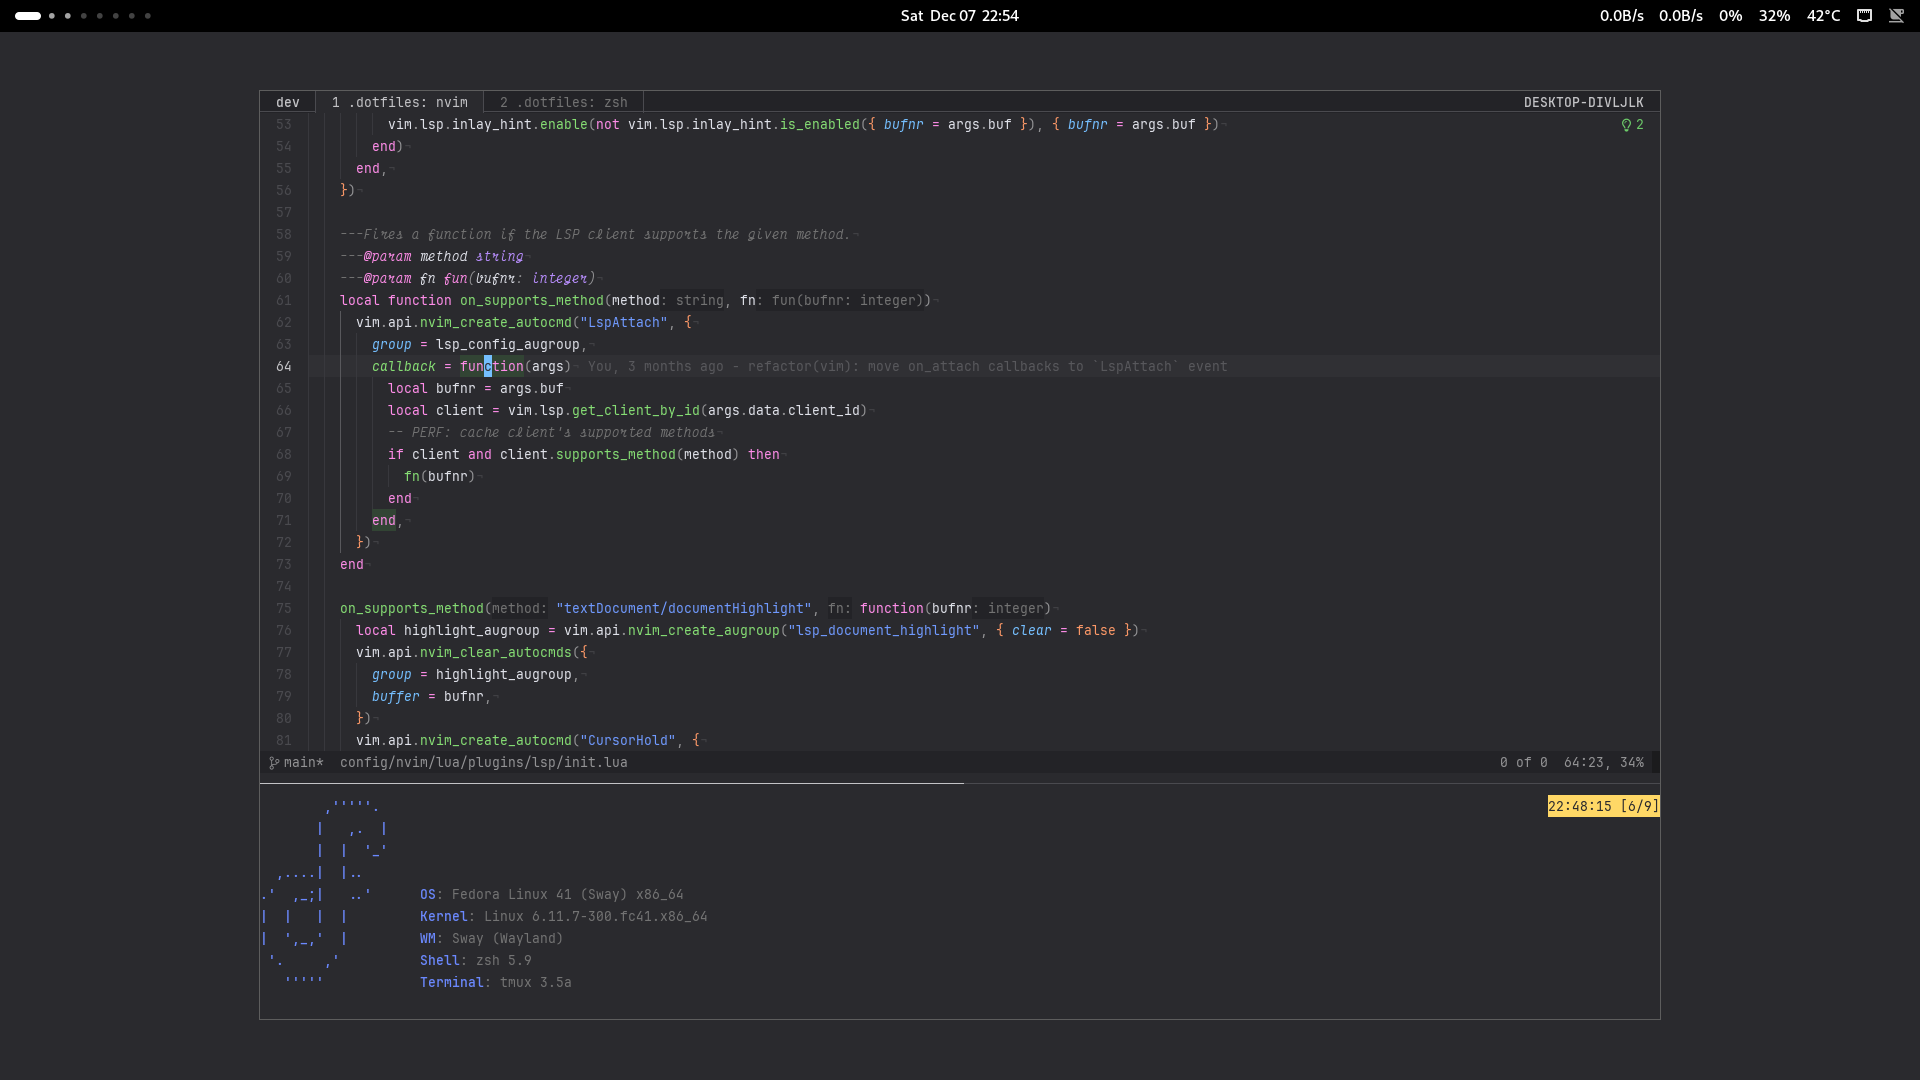 Sat Dec 07 22:54
0.0B/s 0.0B/s 0% 32% 42°C
dev 1 .dotfiles: nvim 2 .dotfiles: zsh DESKTOP-DIVLJLK
53 vim.lsp.inlay_hint.enable(not vim.lsp.inlay_hint.is_enabled({ bufnr = args.buf }), { bufnr = args.buf })¬ 2
54 end)¬
55 end,¬
56 })¬
57
58 ---Fires a function if the LSP client supports the given method.¬
59 ---@param method string¬
60 ---@param fn fun(bufnr: integer)¬
61 local function on_supports_method(method: string, fn: fun(bufnr: integer))¬
62 vim.api.nvim_create_autocmd("LspAttach", {¬
63 group = lsp_config_augroup,¬
64 callback = function(args)¬ You, 3 months ago - refactor(vim): move on_attach callbacks to `LspAttach` event
65 local bufnr = args.buf¬
66 local client = vim.lsp.get_client_by_id(args.data.client_id)¬
67 -- PERF: cache client's supported methods¬
68 if client and client.supports_method(method) then¬
69 fn(bufnr)¬
70 end¬
71 end,¬
72 })¬
73 end¬
74
75 on_supports_method(method: "textDocument/documentHighlight", fn: function(bufnr: integer)¬
76 local highlight_augroup = vim.api.nvim_create_augroup("lsp_document_highlight", { clear = false })¬
77 vim.api.nvim_clear_autocmds({¬
78 group = highlight_augroup,¬
79 buffer = bufnr,¬
80 })¬
81 vim.api.nvim_create_autocmd("CursorHold", {¬
main* config/nvim/lua/plugins/lsp/init.lua 0 of 0 64:23, 34%
22:48:15 [6/9]
OS: Fedora Linux 41 (Sway) x86_64
Kernel: Linux 6.11.7-300.fc41.x86_64
WM: Sway (Wayland)
Shell: zsh 5.9
Terminal: tmux 3.5a